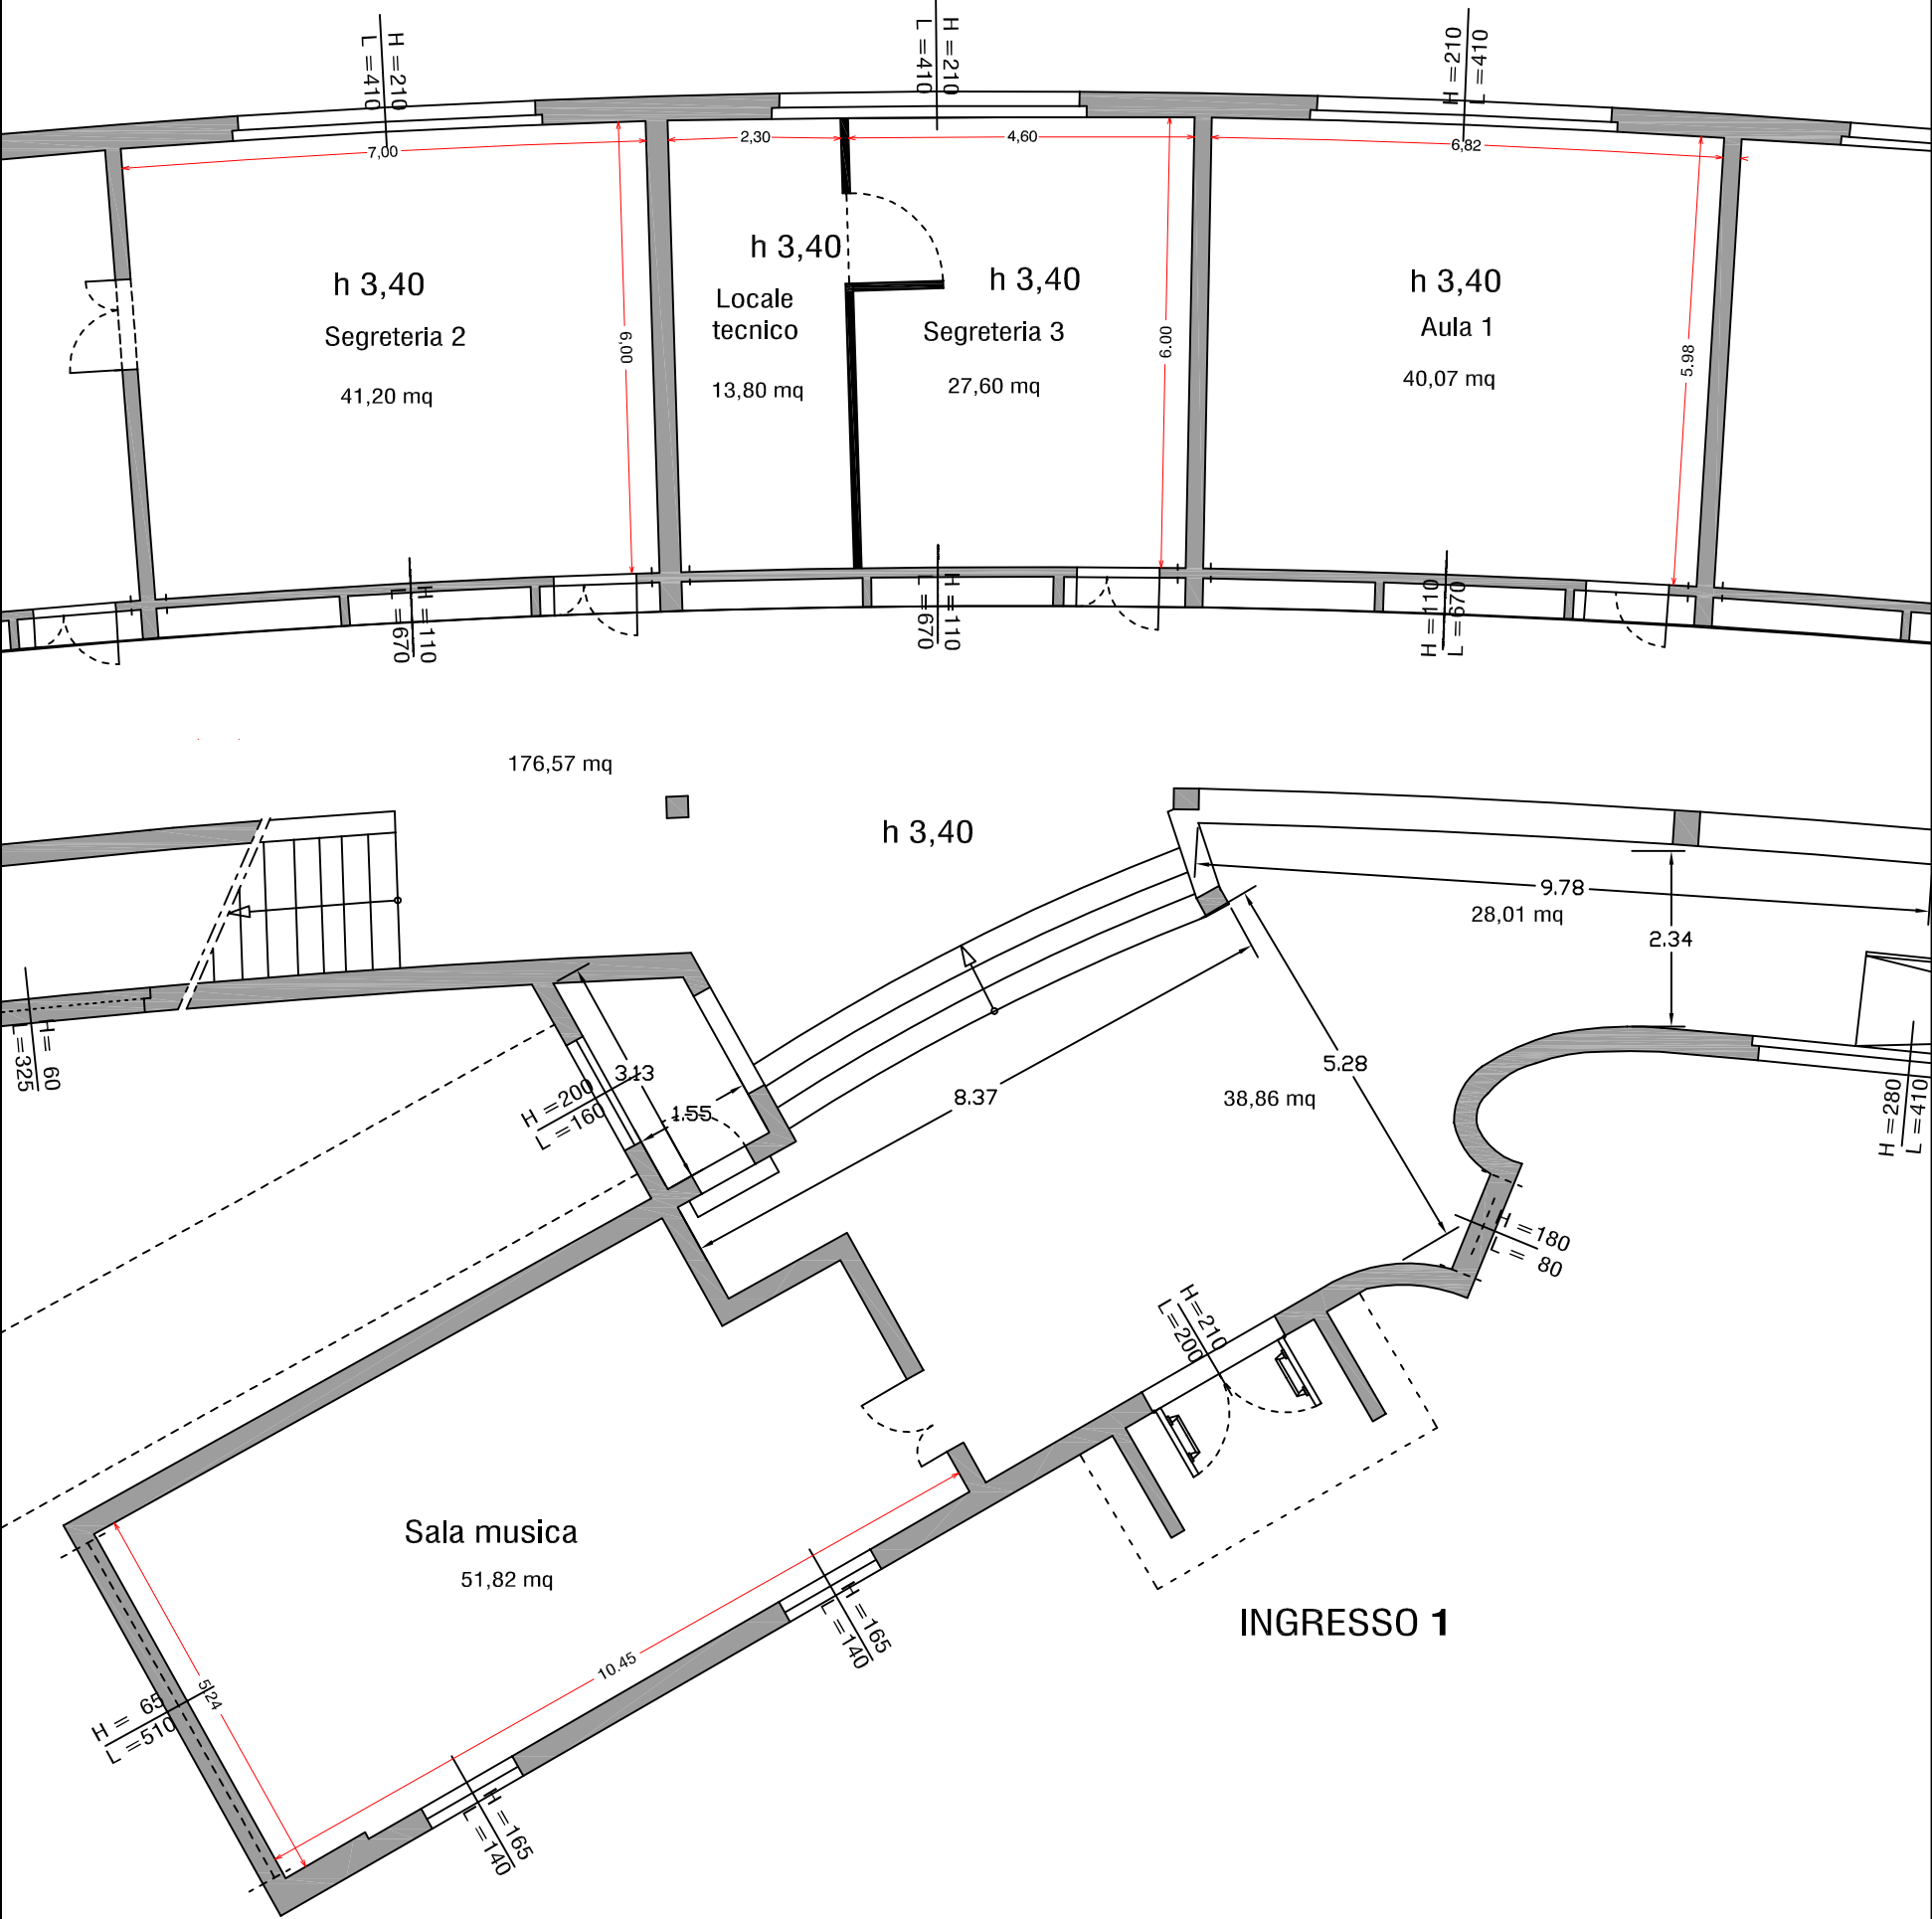 H =210
L =410
H =210
L =410
H =210
L =410
7,00
2,30
4,60
6,82
h 3,40
Segreteria 2
41,20 mq
6,00
h 3,40
Locale
tecnico
13,80 mq
h 3,40
Segreteria 3
27,60 mq
6.00
h 3,40
Aula 1
40,07 mq
5.98
H =110
L =670
H =110
L =670
H =110
L =670
176,57 mq
h 3,40
9.78
28,01 mq
2.34
H = 60
L =325
3.13
H =200
L =160
1.55
8.37
5.28
38,86 mq
H =280
L =410
H =180
L = 80
H =210
L =200
Sala musica
51,82 mq
INGRESSO 1
10.45
5.24
H =165
L =140
H = 65
L =510
H =165
L =140